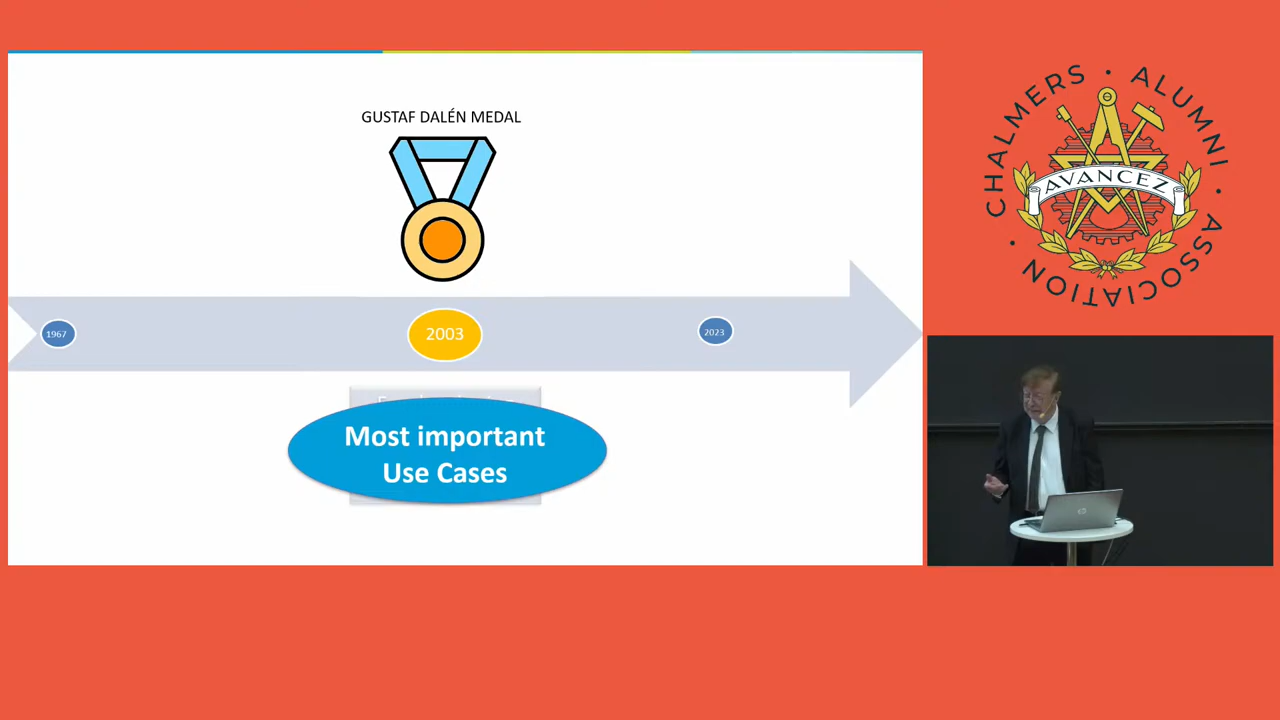 GUSTAF DALÉN MEDAL
1967
2003
2023
Most important
Use Cases
CHALMERS · ALUMNI · ASSOCIATION ·
AVANCEZ